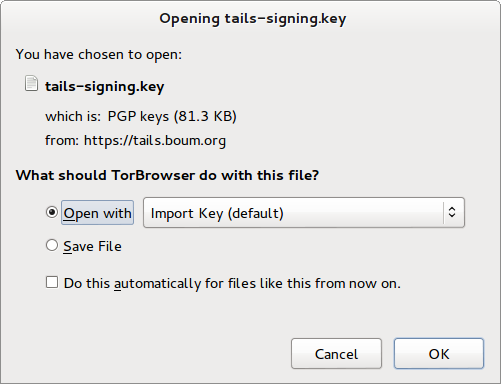 Opening tails-signing.key
You have chosen to open:
tails-signing.key
which is: PGP keys (81.3 KB)
from: https://tails.boum.org
What should TorBrowser do with this file?
Open with Import Key (default)
Save File
Do this automatically for files like this from now on.
Cancel OK